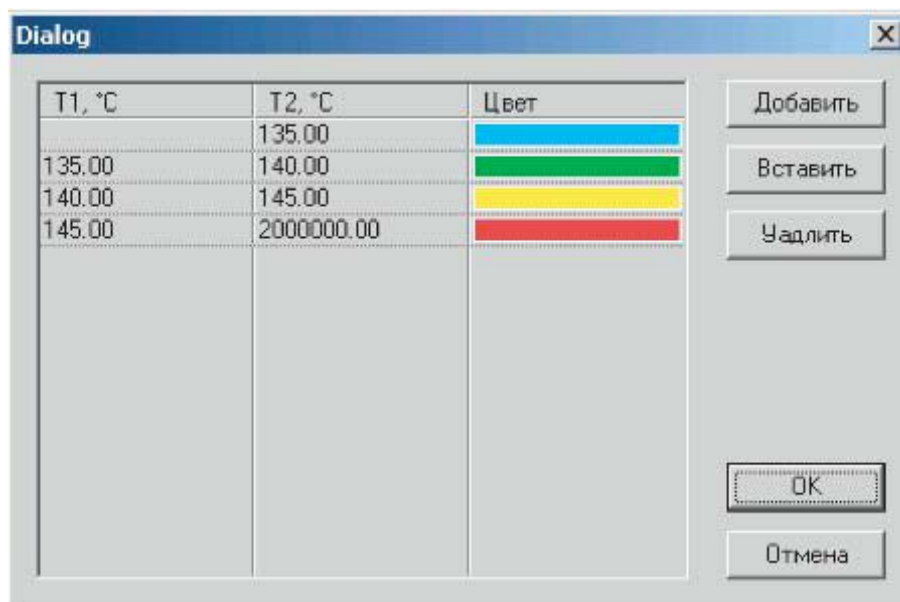 Dialog
T1, °C T2, °C Цвет
135.00
135.00 140.00
140.00 145.00
145.00 2000000.00
Добавить
Вставить
Уадлить
OK
Отмена